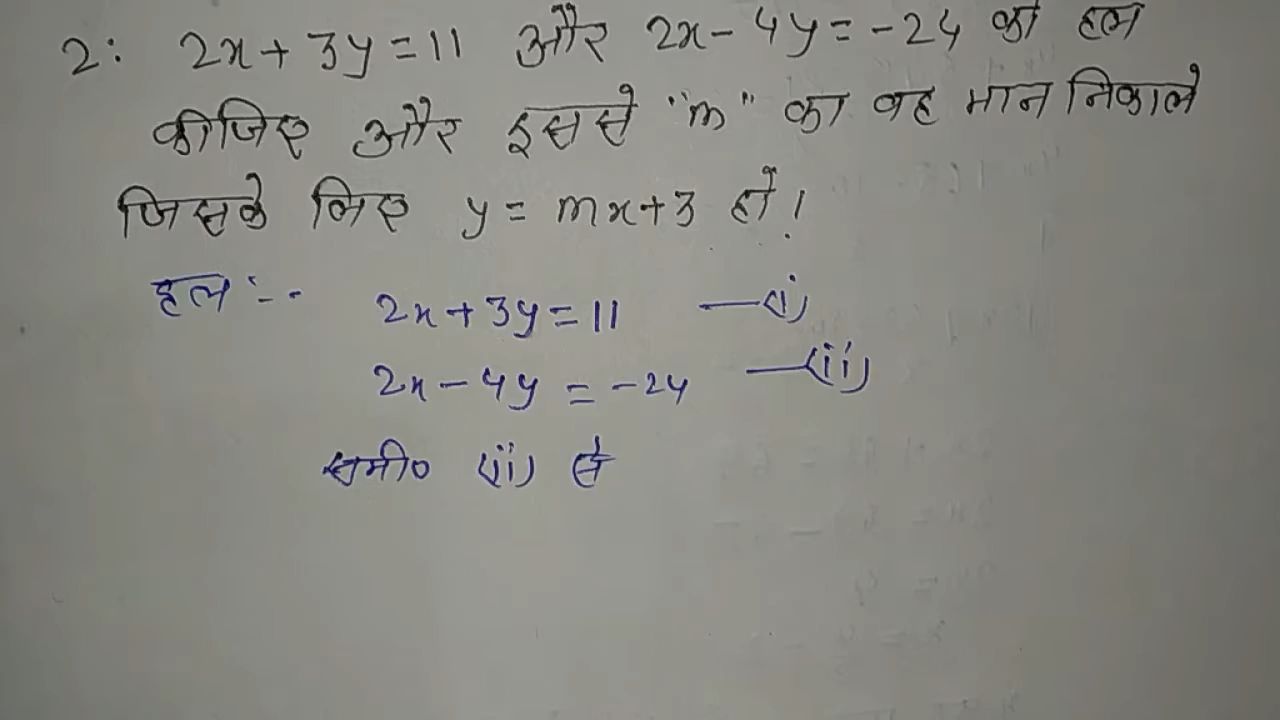 2: 2x + 3y = 11 और 2x - 4y = -24 का हल
कीजिए और इससे "m" का वह मान निकाले
जिसके लिए y = mx+3 हो।
हल :-
2x + 3y = 11 —(i)
2x - 4y = -24 —(ii)
समी० (ii) से